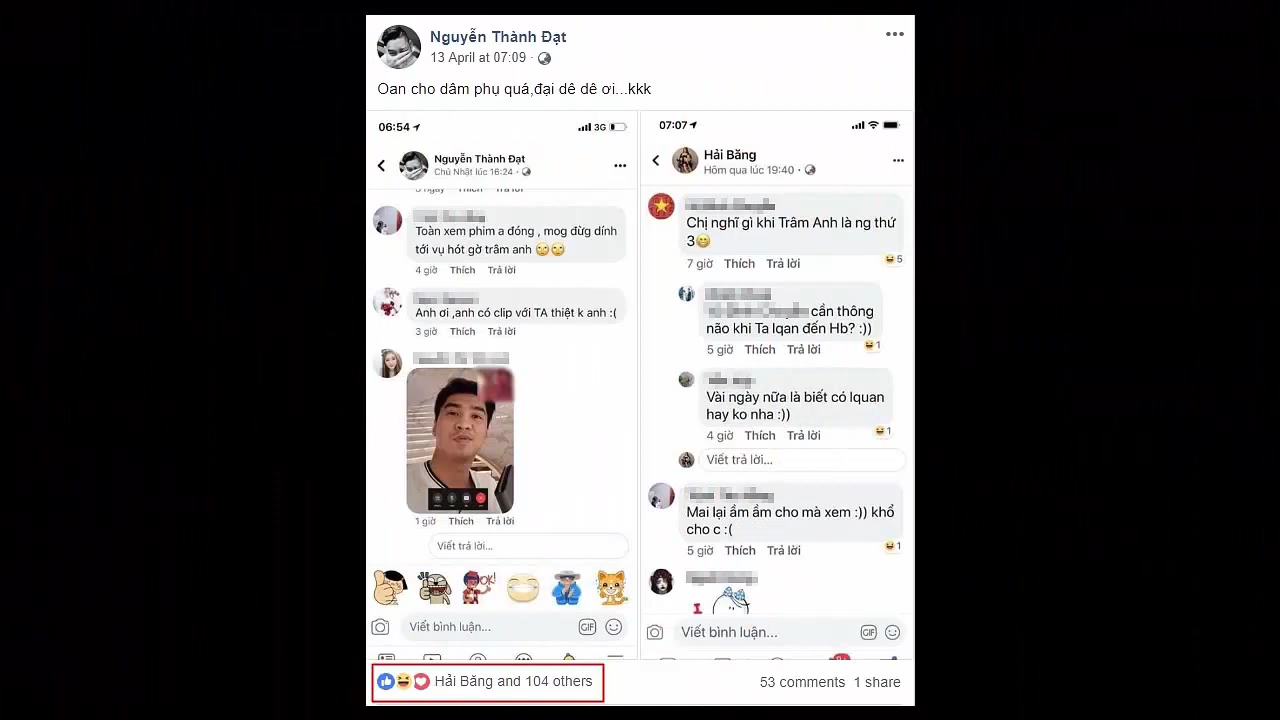 Nguyễn Thành Đạt
13 April at 07:09 ·
Oan cho dâm phụ quá,đại dê dê ơi...kkk
06:54
3G
Nguyễn Thành Đạt
Chủ Nhật lúc 16:24 ·
Thích Trả lời
Toàn xem phim a đóng , mog đừg dính
tới vụ hót gờ trâm anh
4 giờ Thích Trả lời
Anh ơi ,anh có clip với TA thiệt k anh :(
3 giờ Thích Trả lời
1 giờ Thích Trả lời
Viết trả lời...
OK!
Viết bình luận...
GIF
07:07
Hải Băng
Hôm qua lúc 19:40 ·
Chị nghĩ gì khi Trâm Anh là ng thứ
3
5
7 giờ Thích Trả lời
cần thông
não khi Ta lqan đến Hb? :))
1
5 giờ Thích Trả lời
Vài ngày nữa là biết có lquan
hay ko nha :))
1
4 giờ Thích Trả lời
Viết trả lời...
Mai lại ầm ầm cho mà xem :)) khổ
cho c :(
1
5 giờ Thích Trả lời
I
Viết bình luận...
GIF
Hải Băng and 104 others
53 comments 1 share